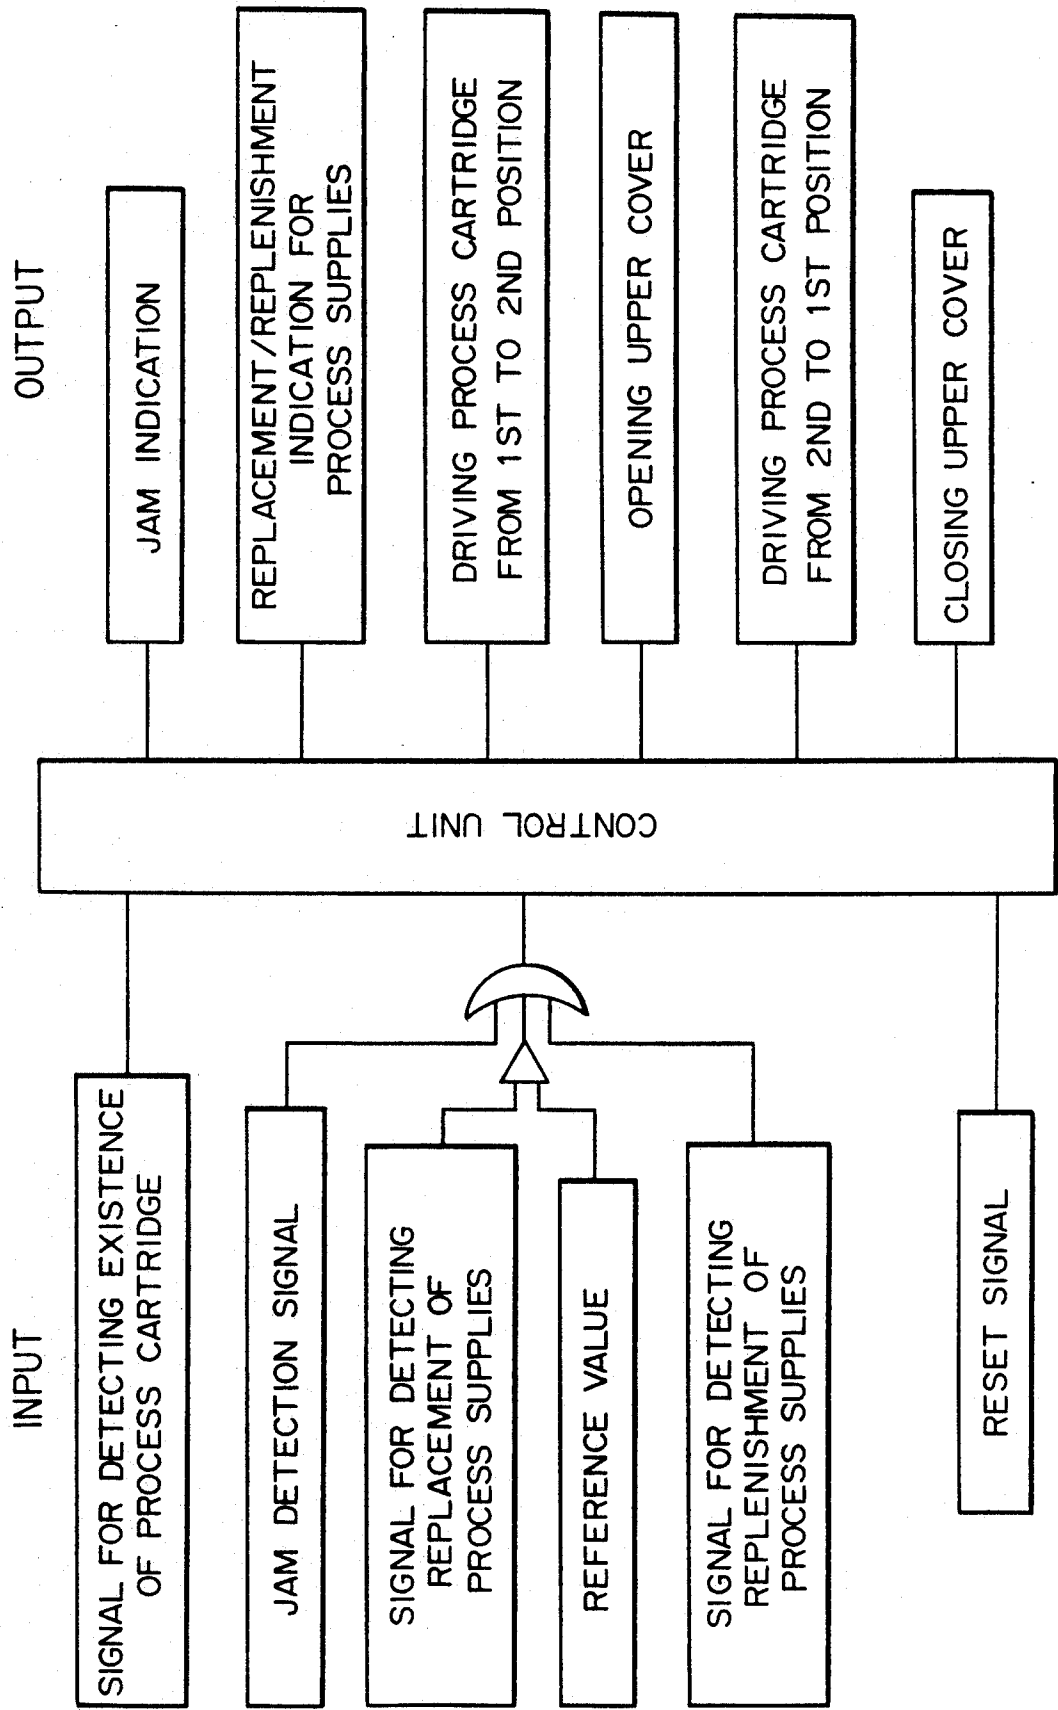 INPUT
SIGNAL FOR DETECTING EXISTENCE
OF PROCESS CARTRIDGE
JAM DETECTION SIGNAL
SIGNAL FOR DETECTING
REPLACEMENT OF
PROCESS SUPPLIES
REFERENCE VALUE
SIGNAL FOR DETECTING
REPLENISHMENT OF
PROCESS SUPPLIES
RESET SIGNAL
CONTROL UNIT
OUTPUT
JAM INDICATION
REPLACEMENT/REPLENISHMENT
INDICATION FOR
PROCESS SUPPLIES
DRIVING PROCESS CARTRIDGE
FROM 1ST TO 2ND POSITION
OPENING UPPER COVER
DRIVING PROCESS CARTRIDGE
FROM 2ND TO 1ST POSITION
CLOSING UPPER COVER